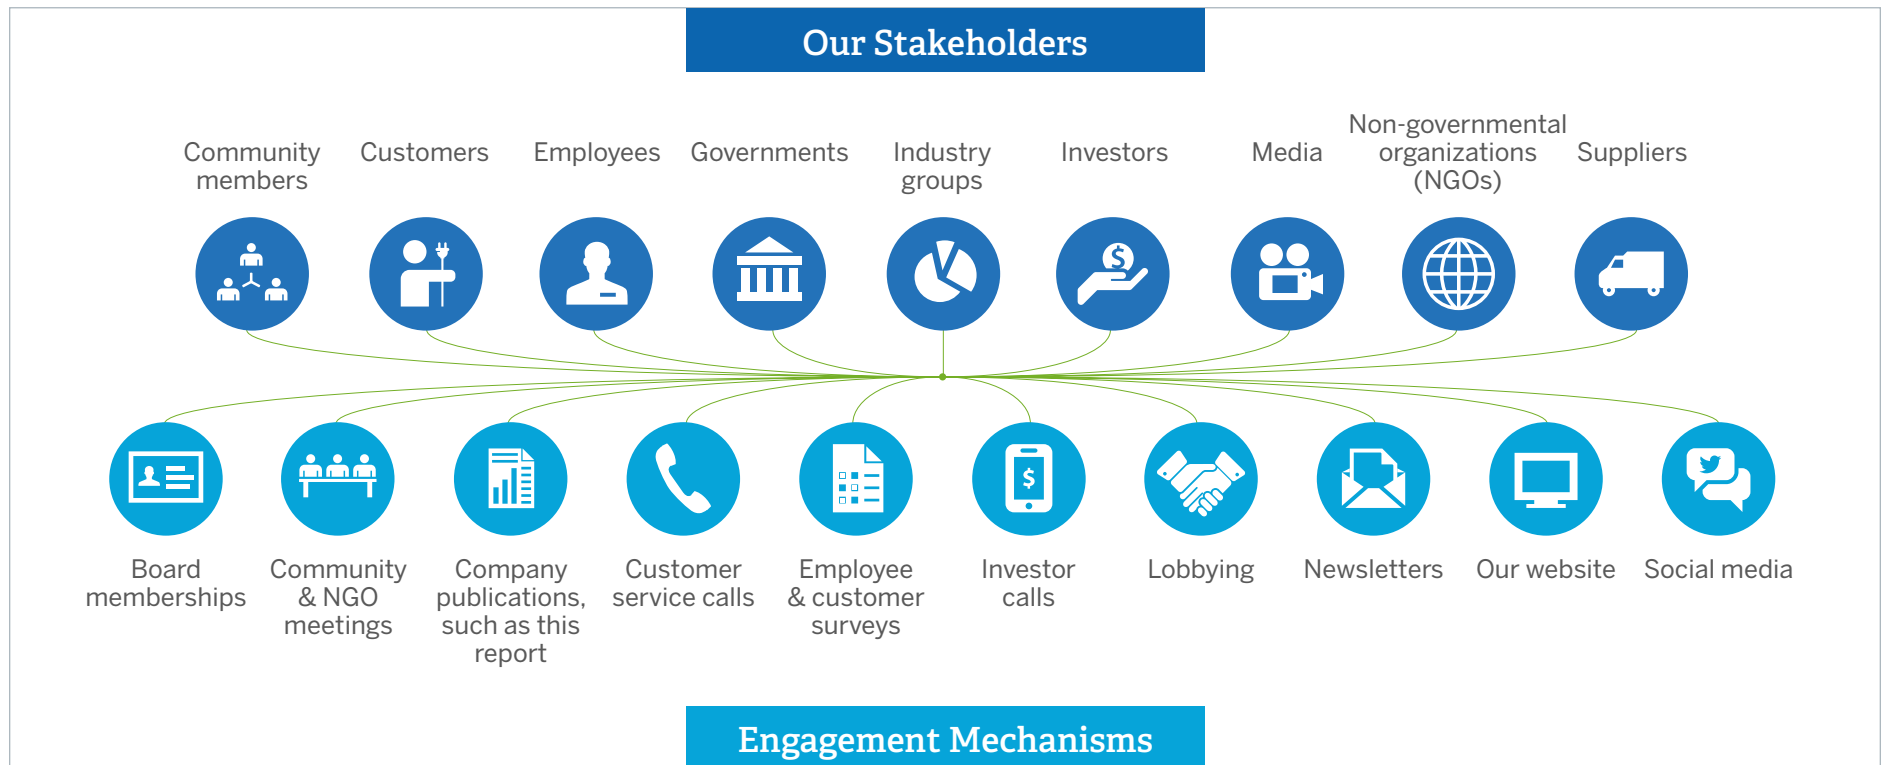 Our Stakeholders
Community
members
Customers
Employees
Governments
Industry
groups
Investors
Media
Non-governmental
organizations
(NGOs)
Suppliers
$
$
Board
memberships
Community
& NGO
meetings
Company
publications,
such as this
report
Customer
service calls
Employee
& customer
surveys
Investor
calls
Lobbying
Newsletters
Our website
Social media
Engagement Mechanisms